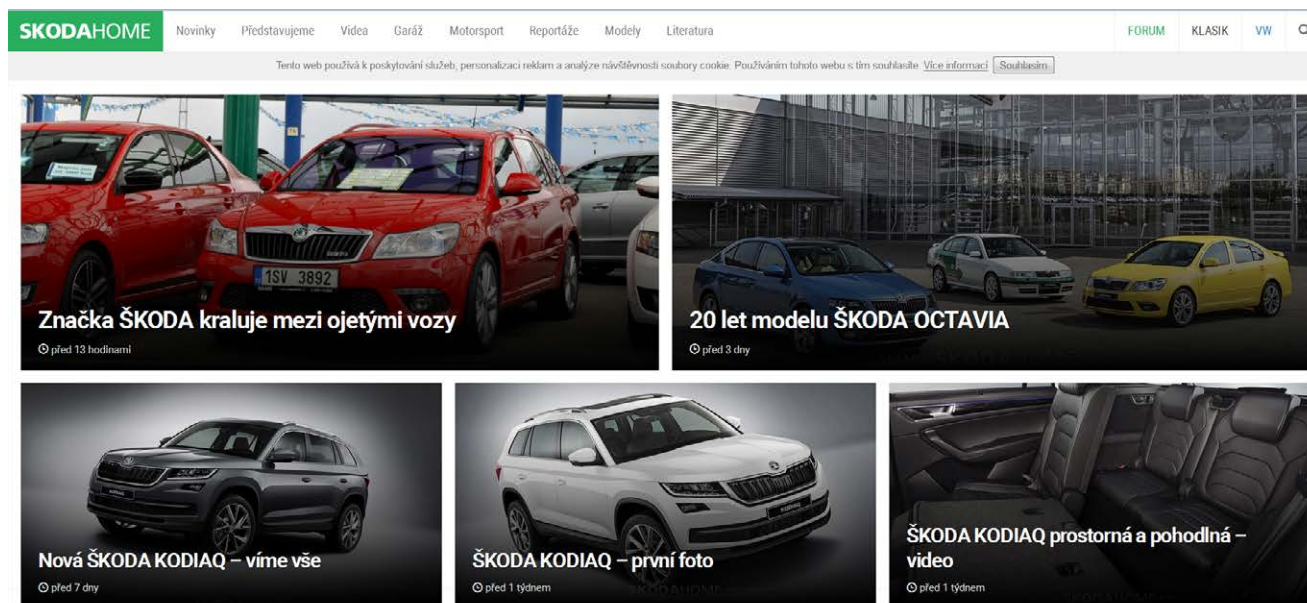 SKODAHOME Novinky Představujeme Videa Garáž Motorsport Reportáže Modely Literatura FORUM KLASIK VW
Tento web používá k poskytování služeb, personalizaci reklam a analýze návštěvnosti soubory cookie. Používáním tohoto webu s tím souhlasíte. Více informací Souhlasím
1SV 3892
Značka ŠKODA kraluje mezi ojetými vozy
před 13 hodinami
20 let modelu ŠKODA OCTAVIA
před 3 dny
Nová ŠKODA KODIAQ – víme vše
před 7 dny
ŠKODA KODIAQ – první foto
před 1 týdnem
ŠKODA KODIAQ prostorná a pohodlná –
video
před 1 týdnem